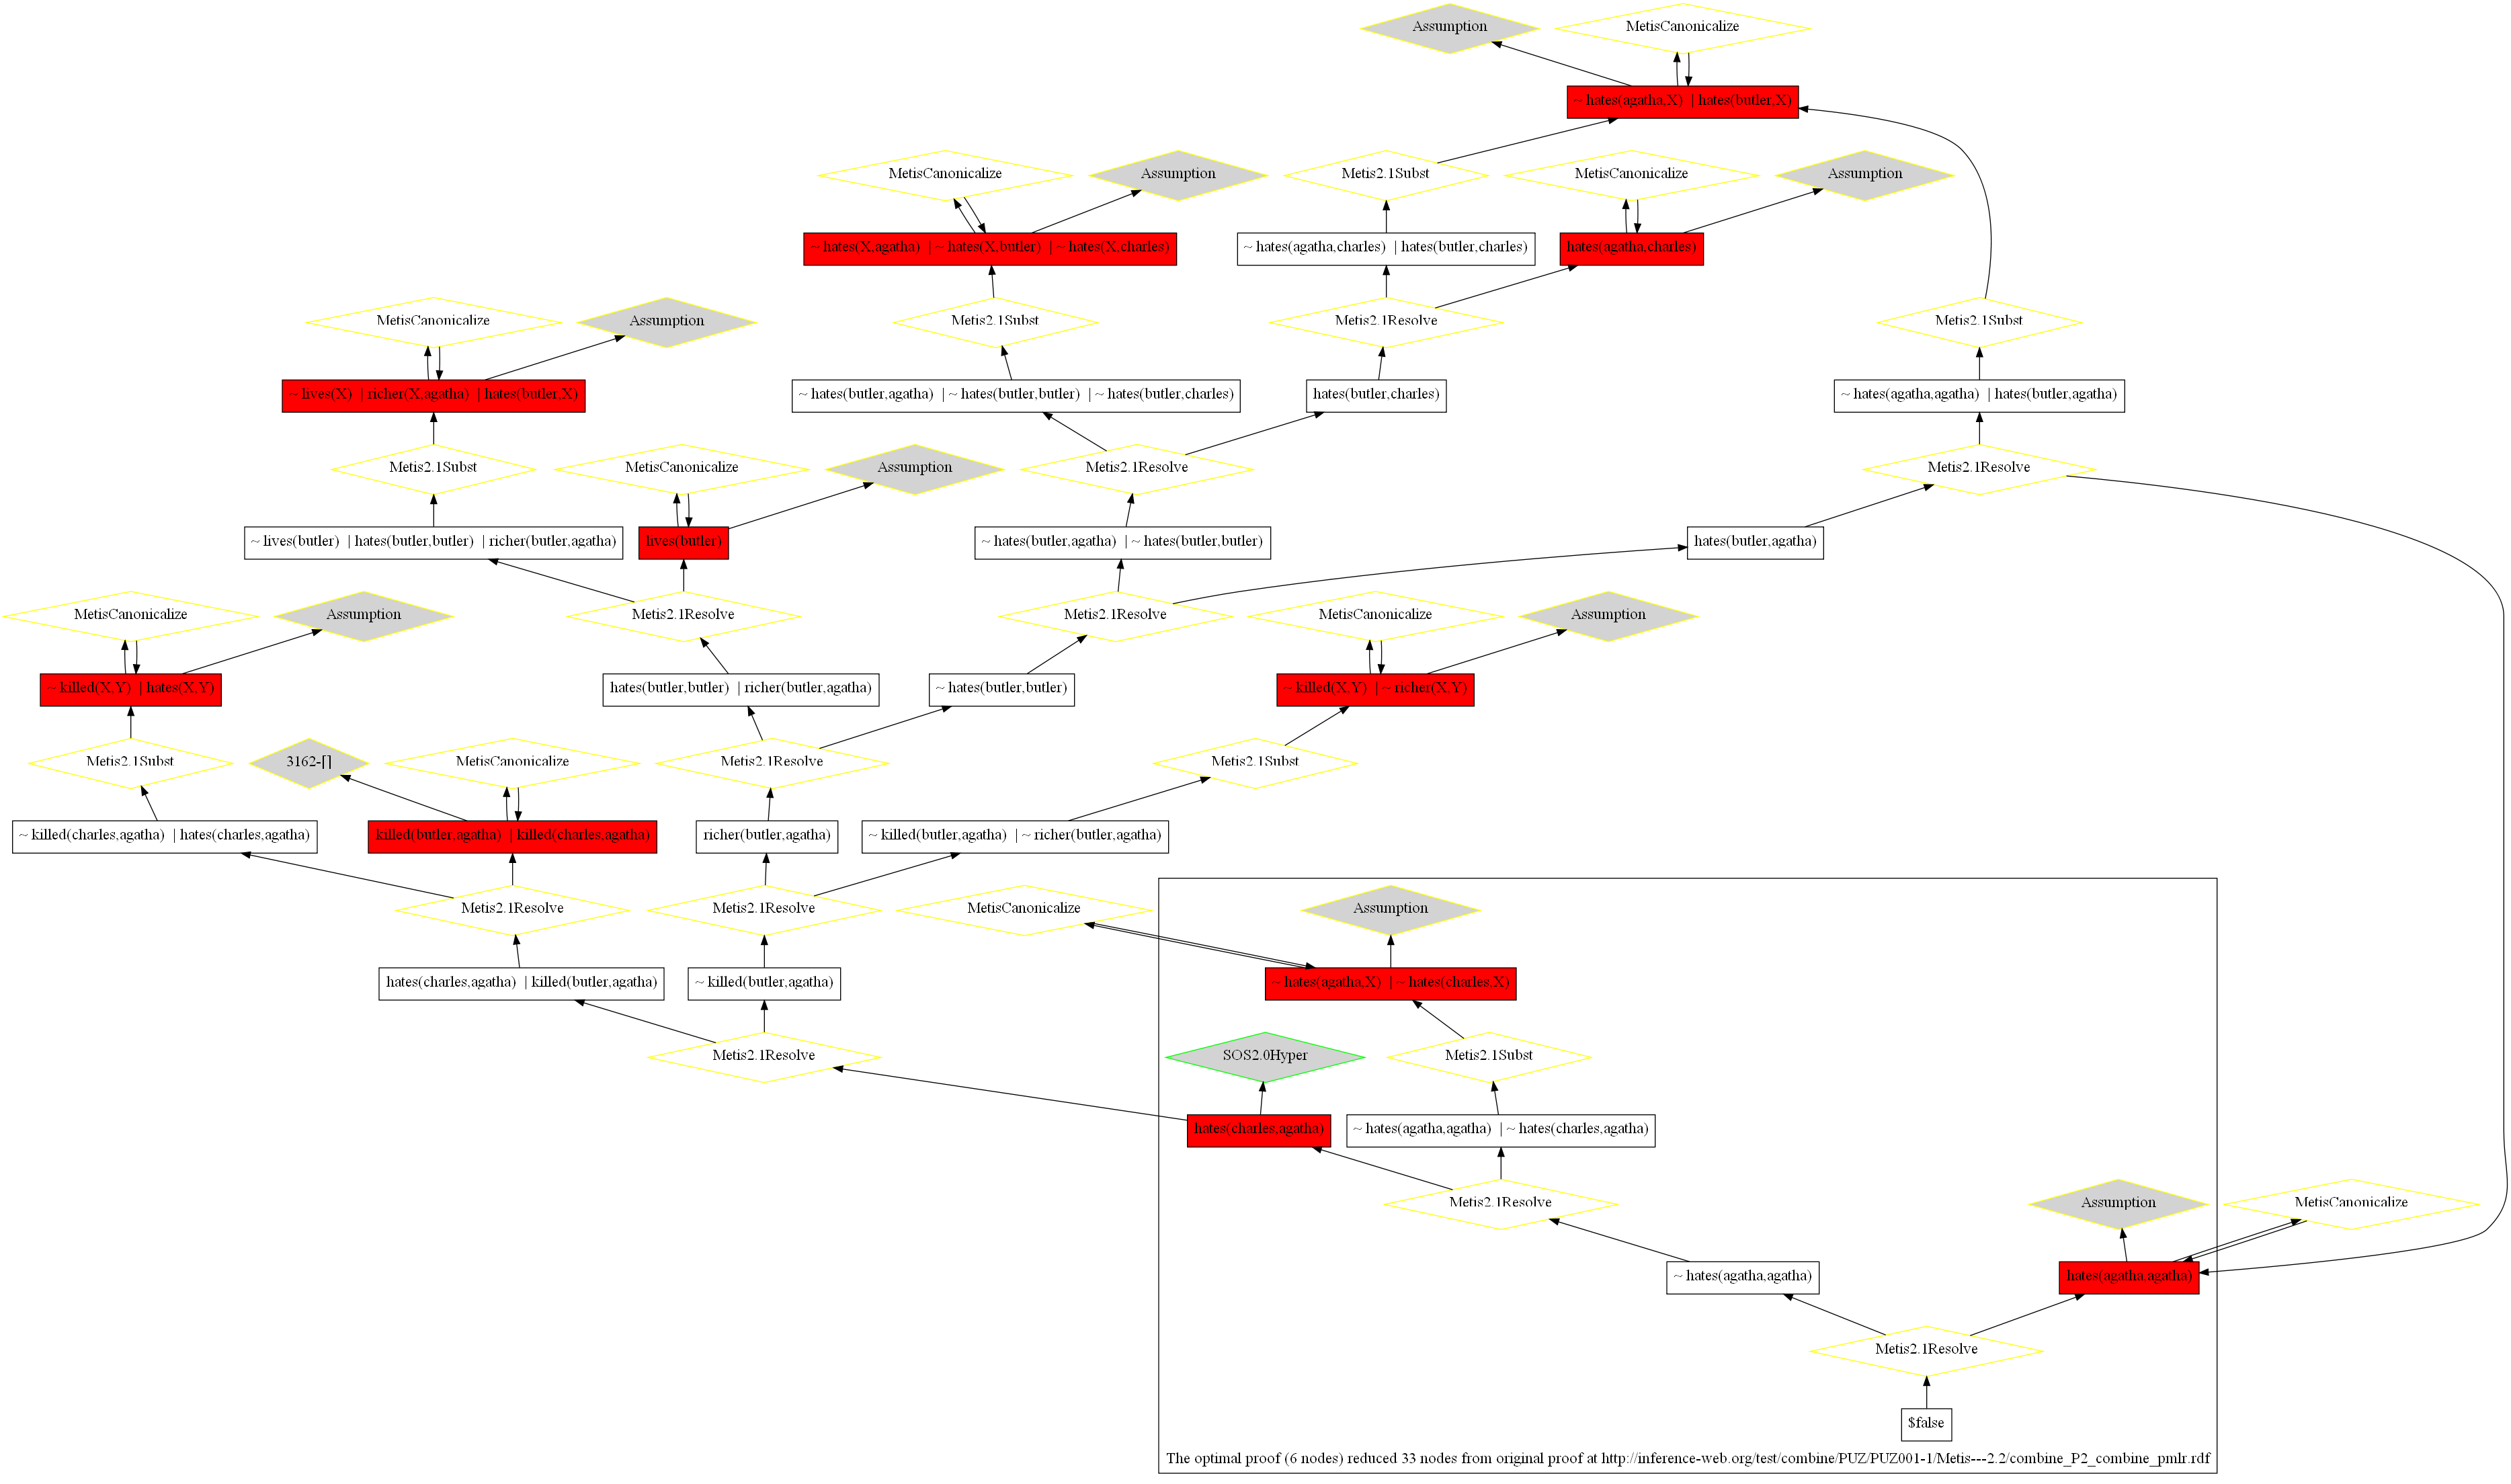 Assumption
MetisCanonicalize
~ hates(agatha,X) | hates(butler,X)
MetisCanonicalize
Assumption
Metis2.1Subst
MetisCanonicalize
Assumption
~ hates(X,agatha) | ~ hates(X,butler) | ~ hates(X,charles)
~ hates(agatha,charles) | hates(butler,charles)
hates(agatha,charles)
MetisCanonicalize
Assumption
Metis2.1Subst
Metis2.1Resolve
Metis2.1Subst
~ lives(X) | richer(X,agatha) | hates(butler,X)
~ hates(butler,agatha) | ~ hates(butler,butler) | ~ hates(butler,charles)
hates(butler,charles)
~ hates(agatha,agatha) | hates(butler,agatha)
Metis2.1Subst
MetisCanonicalize
Assumption
Metis2.1Resolve
Metis2.1Resolve
~ lives(butler) | hates(butler,butler) | richer(butler,agatha)
lives(butler)
~ hates(butler,agatha) | ~ hates(butler,butler)
hates(butler,agatha)
MetisCanonicalize
Assumption
Metis2.1Resolve
Metis2.1Resolve
MetisCanonicalize
Assumption
~ killed(X,Y) | hates(X,Y)
hates(butler,butler) | richer(butler,agatha)
~ hates(butler,butler)
~ killed(X,Y) | ~ richer(X,Y)
Metis2.1Subst
3162-[]
MetisCanonicalize
Metis2.1Resolve
Metis2.1Subst
~ killed(charles,agatha) | hates(charles,agatha)
killed(butler,agatha) | killed(charles,agatha)
richer(butler,agatha)
~ killed(butler,agatha) | ~ richer(butler,agatha)
Metis2.1Resolve
Metis2.1Resolve
MetisCanonicalize
Assumption
hates(charles,agatha) | killed(butler,agatha)
~ killed(butler,agatha)
~ hates(agatha,X) | ~ hates(charles,X)
Metis2.1Resolve
SOS2.0Hyper
Metis2.1Subst
hates(charles,agatha)
~ hates(agatha,agatha) | ~ hates(charles,agatha)
Metis2.1Resolve
Assumption
MetisCanonicalize
~ hates(agatha,agatha)
hates(agatha,agatha)
Metis2.1Resolve
$false
The optimal proof (6 nodes) reduced 33 nodes from original proof at http://inference-web.org/test/combine/PUZ/PUZ001-1/Metis---2.2/combine_P2_combine_pmlr.rdf